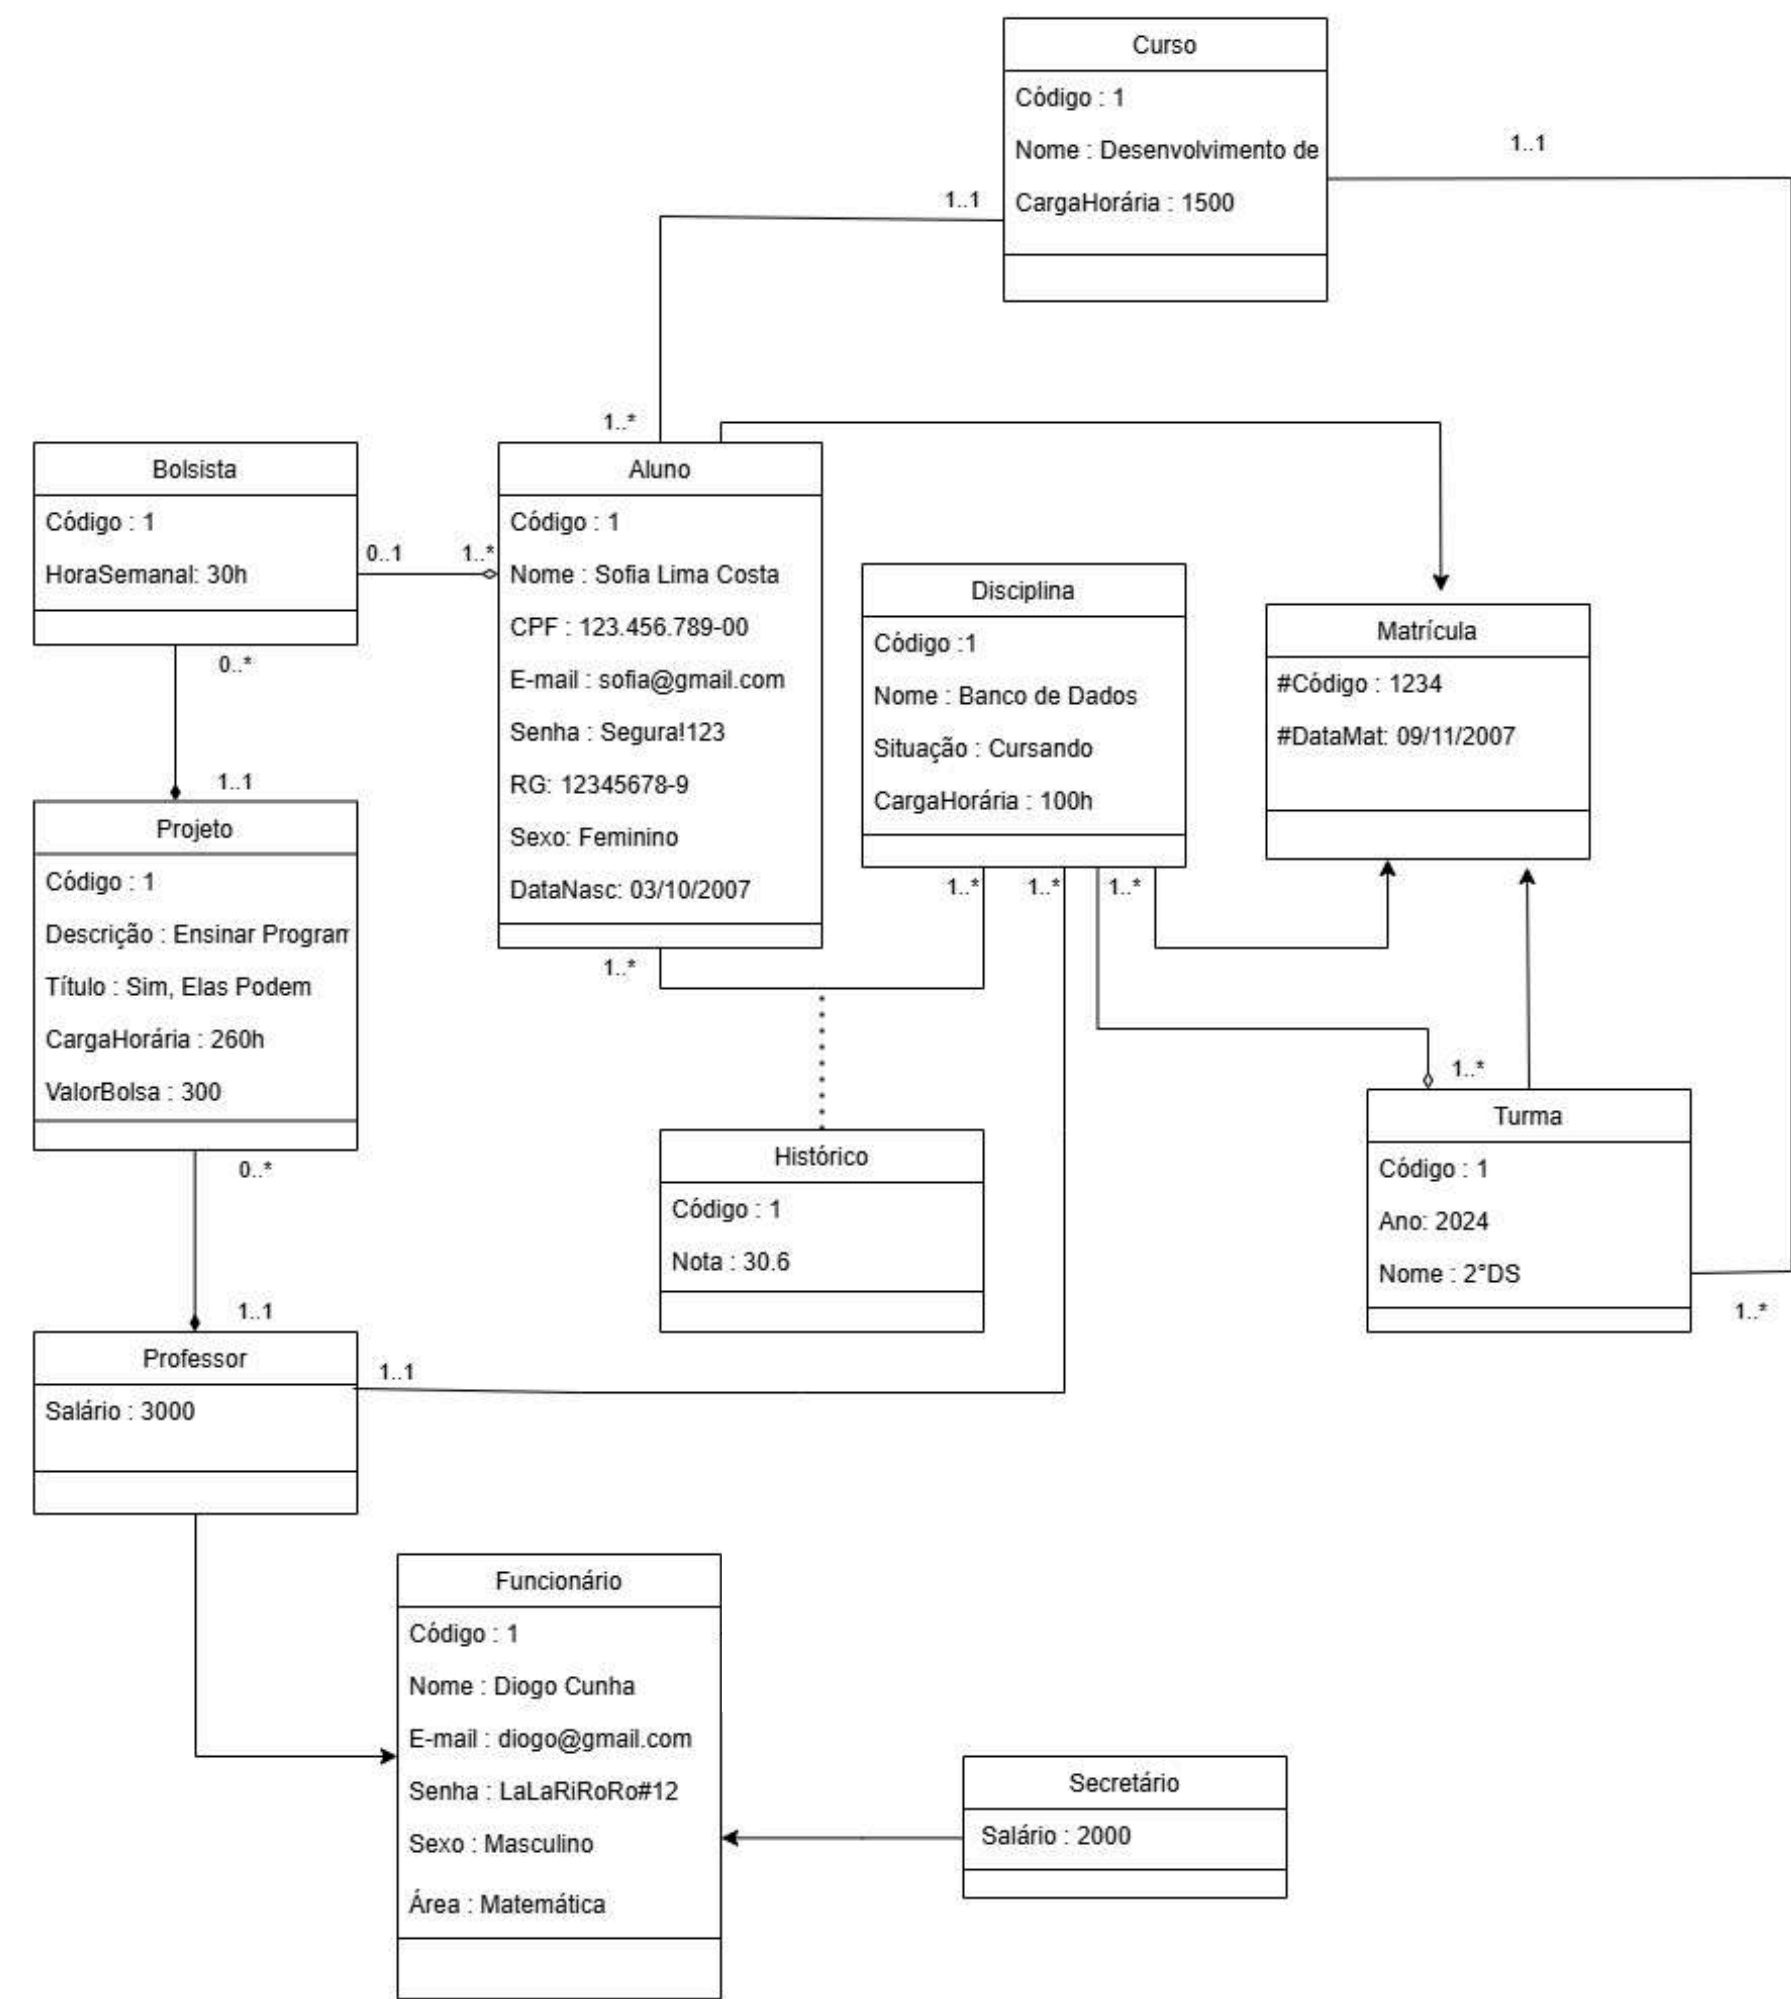 Curso
Código : 1
Nome : Desenvolvimento de
CargaHorária : 1500
1..1
1..1
1..*
Bolsista
Código : 1
HoraSemanal: 30h
0..1
1..*
0..*
Aluno
Código : 1
Nome : Sofia Lima Costa
CPF : 123.456.789-00
E-mail : sofia@gmail.com
Senha : Segura!123
RG: 12345678-9
Sexo: Feminino
DataNasc: 03/10/2007
1..*
Disciplina
Código :1
Nome : Banco de Dados
Situação : Cursando
CargaHorária : 100h
1..*
1..*
1..*
Matrícula
#Código : 1234
#DataMat: 09/11/2007
1..1
Projeto
Código : 1
Descrição : Ensinar Program
Título : Sim, Elas Podem
CargaHorária : 260h
ValorBolsa : 300
0..*
Histórico
Código : 1
Nota : 30.6
1..*
Turma
Código : 1
Ano: 2024
Nome : 2°DS
1..*
1..1
Professor
Salário : 3000
1..1
Funcionário
Código : 1
Nome : Diogo Cunha
E-mail : diogo@gmail.com
Senha : LaLaRiRoRo#12
Sexo : Masculino
Área : Matemática
Secretário
Salário : 2000